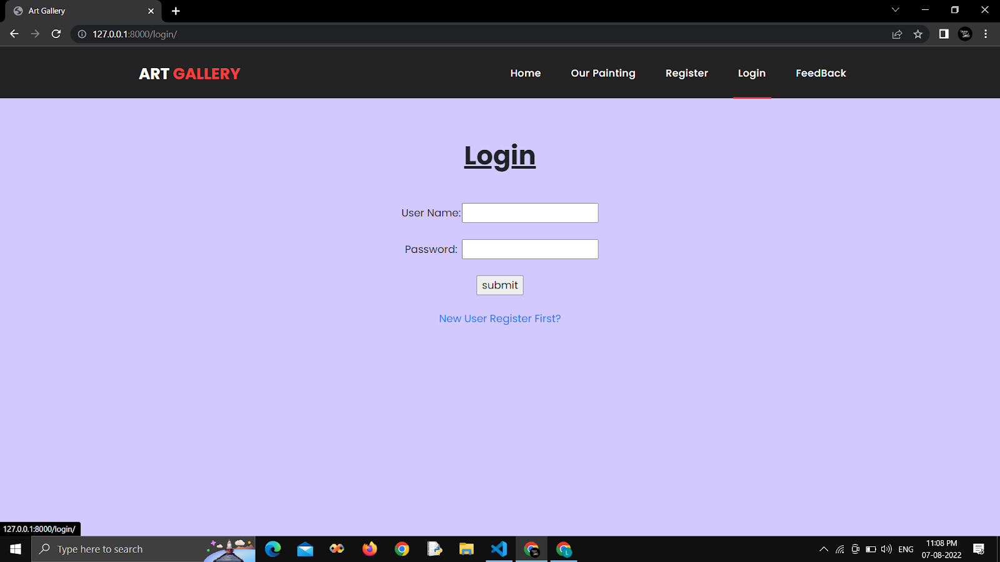 Art Gallery
127.0.0.1:8000/login/
ART GALLERY
Home Our Painting Register Login FeedBack
Login
User Name:
Password:
submit
New User Register First?
127.0.0.1:8000/login/
Type here to search
L
ENG
11:08 PM
07-08-2022